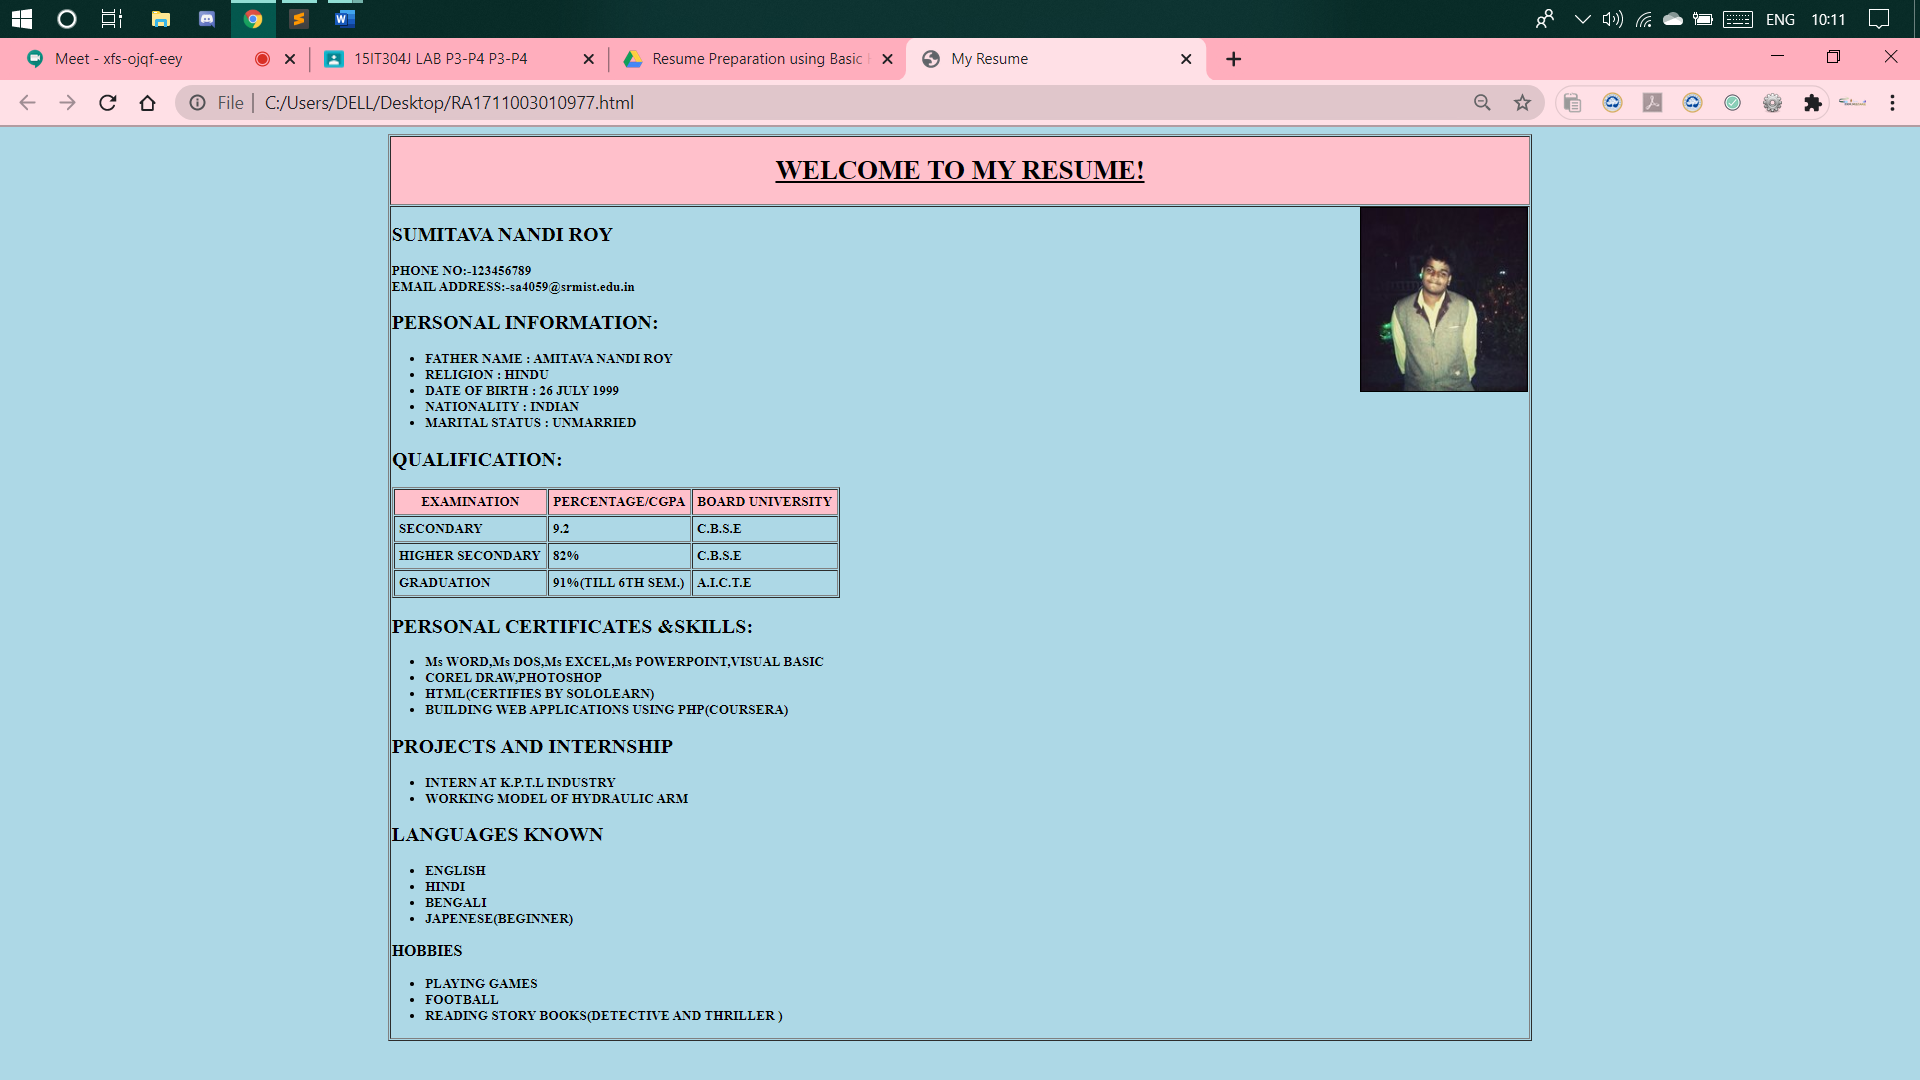 ENG 10:11
Meet - xfs-ojqf-eey
15IT304J LAB P3-P4 P3-P4
Resume Preparation using Basic
My Resume
File | C:/Users/DELL/Desktop/RA1711003010977.html
WELCOME TO MY RESUME!
SUMITAVA NANDI ROY
PHONE NO:-123456789
EMAIL ADDRESS:-sa4059@srmist.edu.in
PERSONAL INFORMATION:
• FATHER NAME : AMITAVA NANDI ROY
• RELIGION : HINDU
• DATE OF BIRTH : 26 JULY 1999
• NATIONALITY : INDIAN
• MARITAL STATUS : UNMARRIED
QUALIFICATION:
EXAMINATION PERCENTAGE/CGPA BOARD UNIVERSITY
SECONDARY 9.2 C.B.S.E
HIGHER SECONDARY 82% C.B.S.E
GRADUATION 91%(TILL 6TH SEM.) A.I.C.T.E
PERSONAL CERTIFICATES &SKILLS:
• Ms WORD,Ms DOS,Ms EXCEL,Ms POWERPOINT,VISUAL BASIC
• COREL DRAW,PHOTOSHOP
• HTML(CERTIFIES BY SOLOLEARN)
• BUILDING WEB APPLICATIONS USING PHP(COURSERA)
PROJECTS AND INTERNSHIP
• INTERN AT K.P.T.L INDUSTRY
• WORKING MODEL OF HYDRAULIC ARM
LANGUAGES KNOWN
• ENGLISH
• HINDI
• BENGALI
• JAPENESE(BEGINNER)
HOBBIES
• PLAYING GAMES
• FOOTBALL
• READING STORY BOOKS(DETECTIVE AND THRILLER )